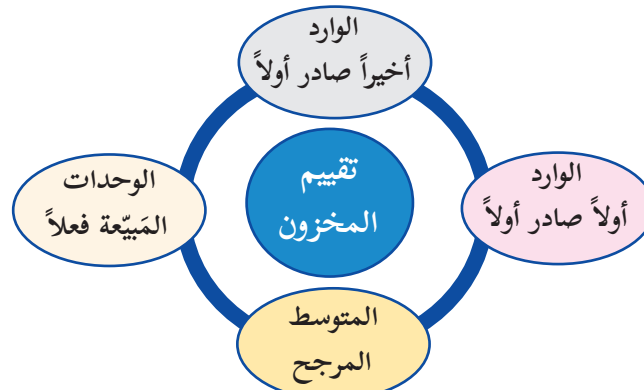 الوارد
أخيراً صادر أولاً
الوارد
أولاً صادر أولاً
تقييم
المخزون
الوحدات
المَبيّعة فعلاً
المتوسط
المرجح